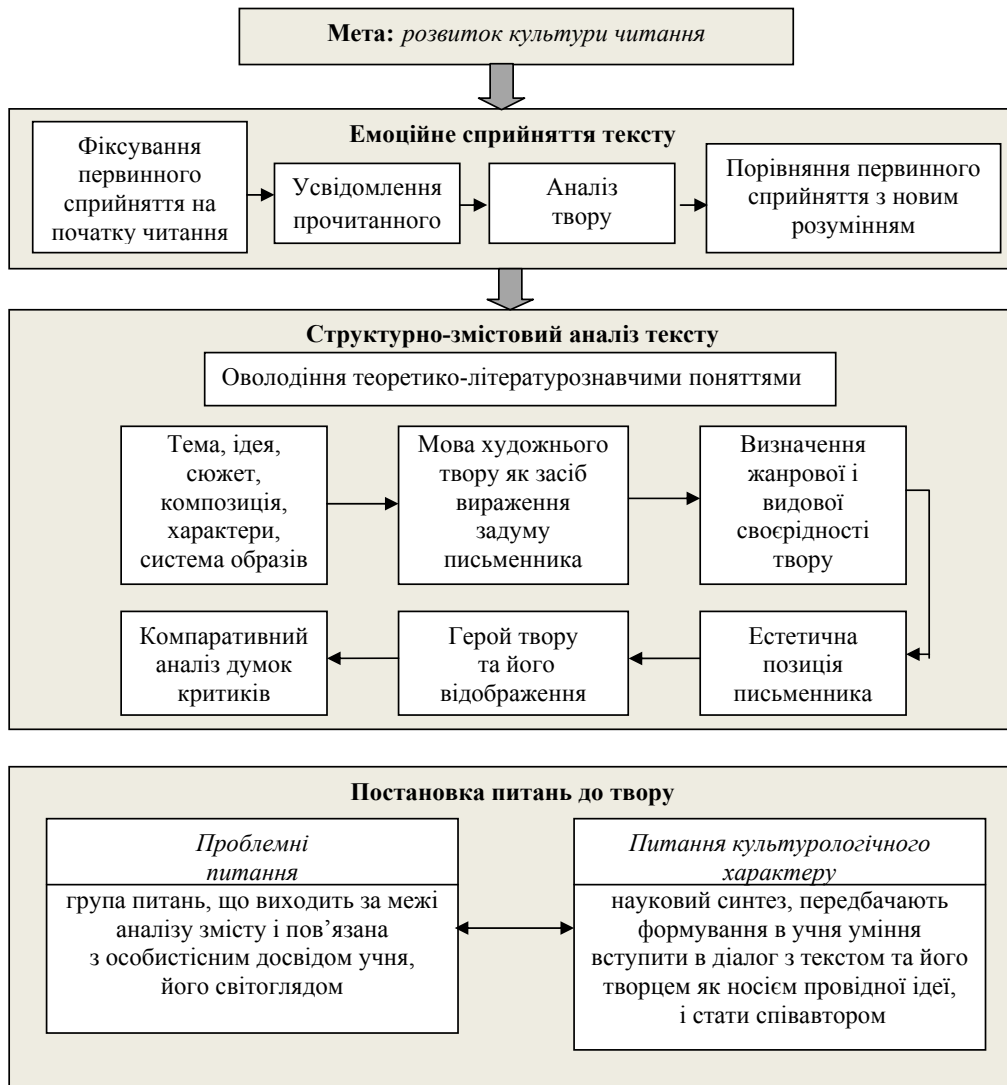 Мета: розвиток культури читання
Емоційне сприйняття тексту
Фіксування
первинного
сприйняття на
початку читання
Усвідомлення
прочитанного
Аналіз
твору
Порівняння первинного
сприйняття з новим
розумінням
Структурно-змістовий аналіз тексту
Оволодіння теоретико-літературознавчими поняттями
Тема, ідея,
сюжет,
композиція,
характери,
система образів
Мова художнього
твору як засіб
вираження
задуму
письменника
Визначення
жанрової і
видової
своєрідності
твору
Естетична
позиція
письменника
Герой твору
та його
відображення
Компаративний
аналіз думок
критиків
Постановка питань до твору
Проблемні
питання
група питань, що виходить за межі
аналізу змісту і пов’язана
з особистісним досвідом учня,
його світоглядом
Питання культурологічного
характеру
науковий синтез, передбачають
формування в учня уміння
вступити в діалог з текстом та його
творцем як носієм провідної ідеї,
і стати співавтором